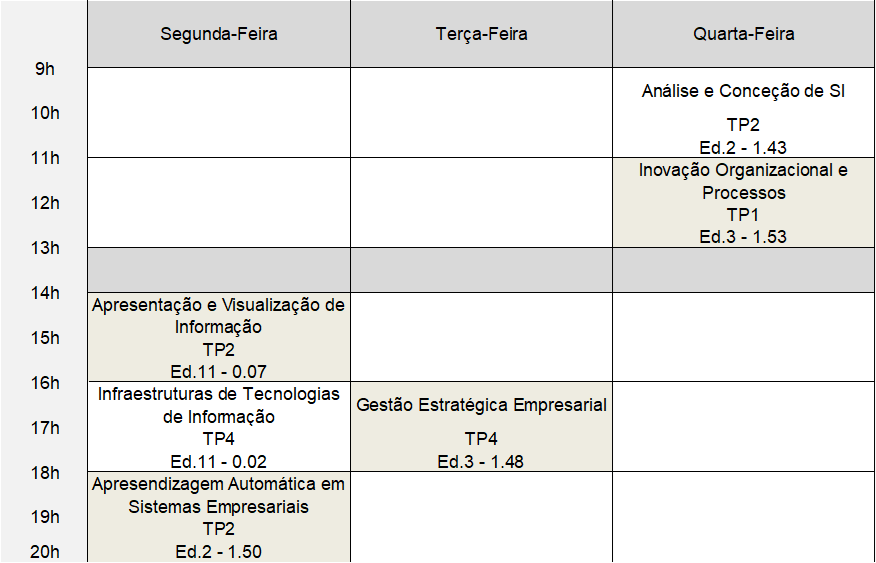 Segunda-Feira Terça-Feira Quarta-Feira
9h
Análise e Conceção de SI
10h
TP2
Ed.2 - 1.43
11h
Inovação Organizacional e
Processos
12h
TP1
Ed.3 - 1.53
13h
14h
Apresentação e Visualização de
Informação
15h
TP2
Ed.11 - 0.07
16h
Infraestruturas de Tecnologias
de Informação
17h
TP4
Ed.11 - 0.02
Gestão Estratégica Empresarial
TP4
Ed.3 - 1.48
18h
Apresendizagem Automática em
Sistemas Empresariais
19h
TP2
Ed.2 - 1.50
20h